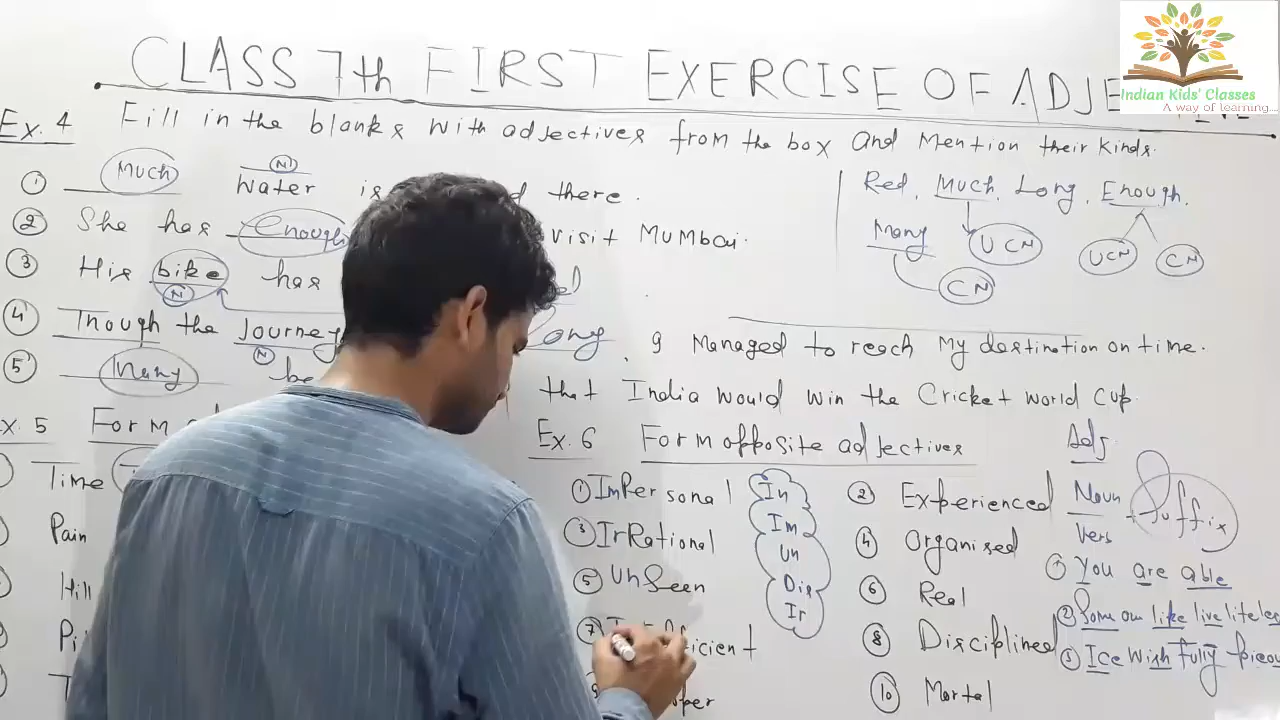 CLASS 7th FIRST EXERCISE OF ADJE
Indian Kids' Classes
A way of learning....
Ex. 4 Fill in the blanks with adjectives from the box and Mention their Kinds.
① Much water is there.
N
② She has enough visit Mumbai.
③ His bike has
N
④ Though the Journey Long, I Managed to reach My destination on time.
N
⑤ Many that India would win the Cricket world cup.
Red, Much, Long, Enough.
Many UCN UCN CN
CN
Ex. 5 Form
Time
Pain
Hill
Ex. 6 Form opposite adjectives
① ImPersonal ② Experienced
③ IrRational ④ Organised
⑤ UnSeen ⑥ Real
⑦ icient ⑧ Disciplined
per ⑩ Mortal
In
Im
Un
Dis
Ir
Adj
Noun + Suffix
Verb
① You are able
② Some one like live
③ Ice Wish fully